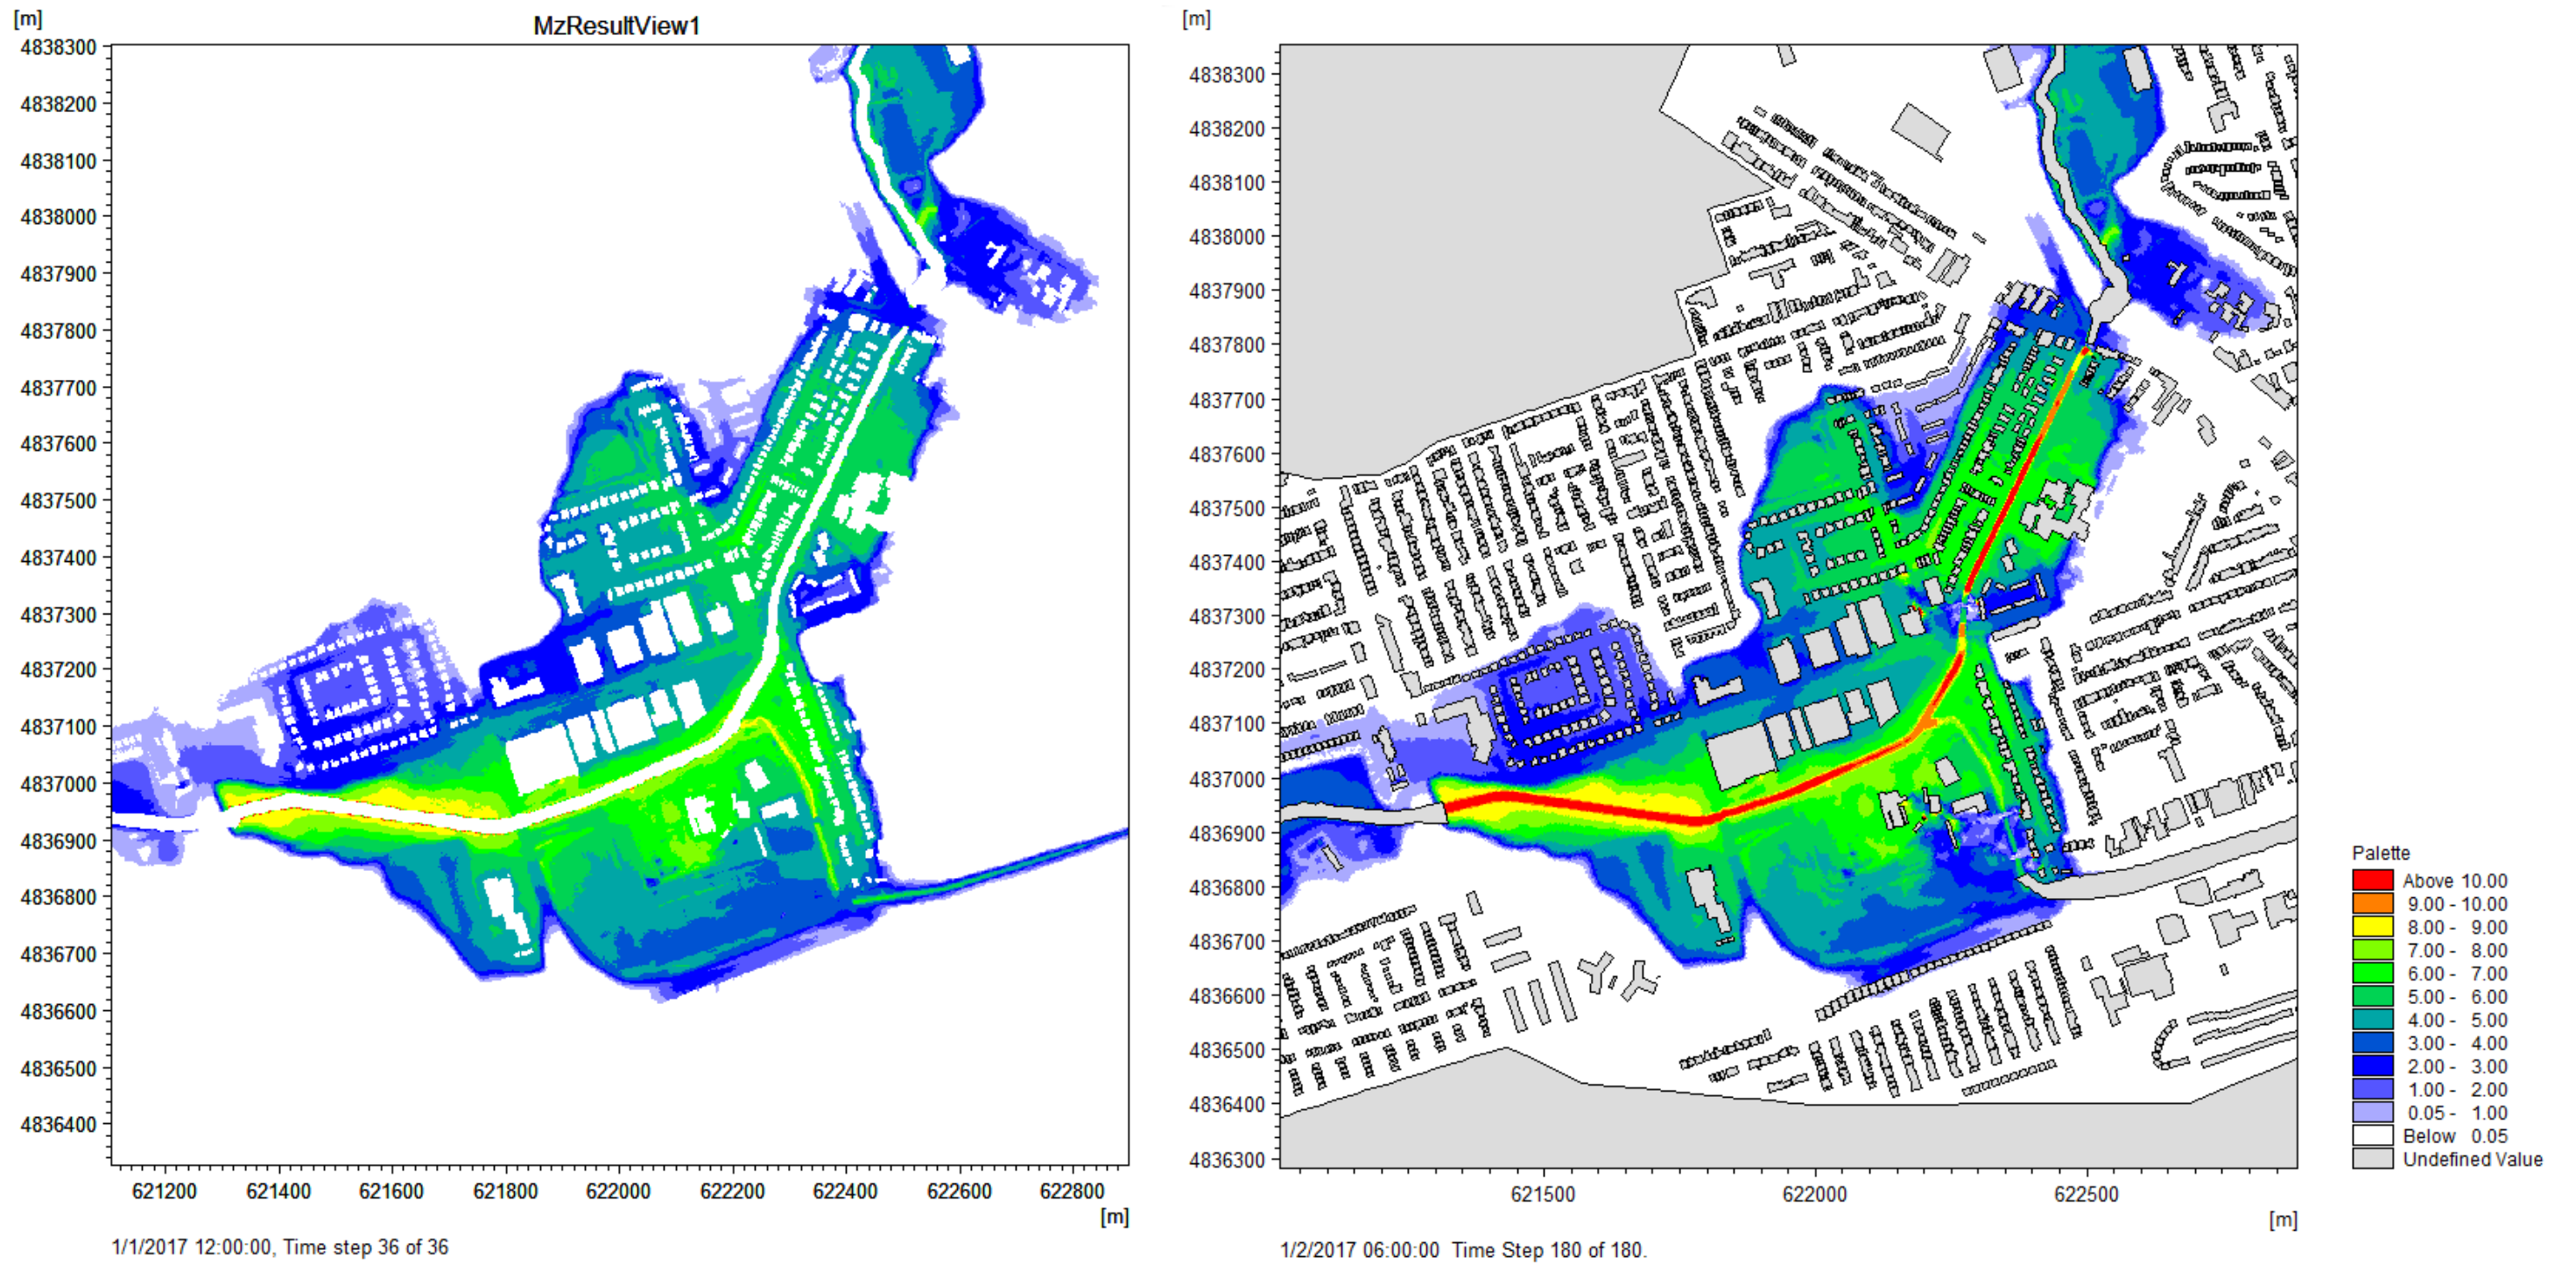 [m]
MzResultView1
4838300
4838200
4838100
4838000
4837900
4837800
4837700
4837600
4837500
4837400
4837300
4837200
4837100
4837000
4836900
4836800
4836700
4836600
4836500
4836400
621200 621400 621600 621800 622000 622200 622400 622600 622800
[m]
1/1/2017 12:00:00, Time step 36 of 36
[m]
4838300
4838200
4838100
4838000
4837900
4837800
4837700
4837600
4837500
4837400
4837300
4837200
4837100
4837000
4836900
4836800
4836700
4836600
4836500
4836400
4836300
621500 622000 622500
[m]
1/2/2017 06:00:00 Time Step 180 of 180.
Palette
Above 10.00
9.00 - 10.00
8.00 - 9.00
7.00 - 8.00
6.00 - 7.00
5.00 - 6.00
4.00 - 5.00
3.00 - 4.00
2.00 - 3.00
1.00 - 2.00
0.05 - 1.00
Below 0.05
Undefined Value